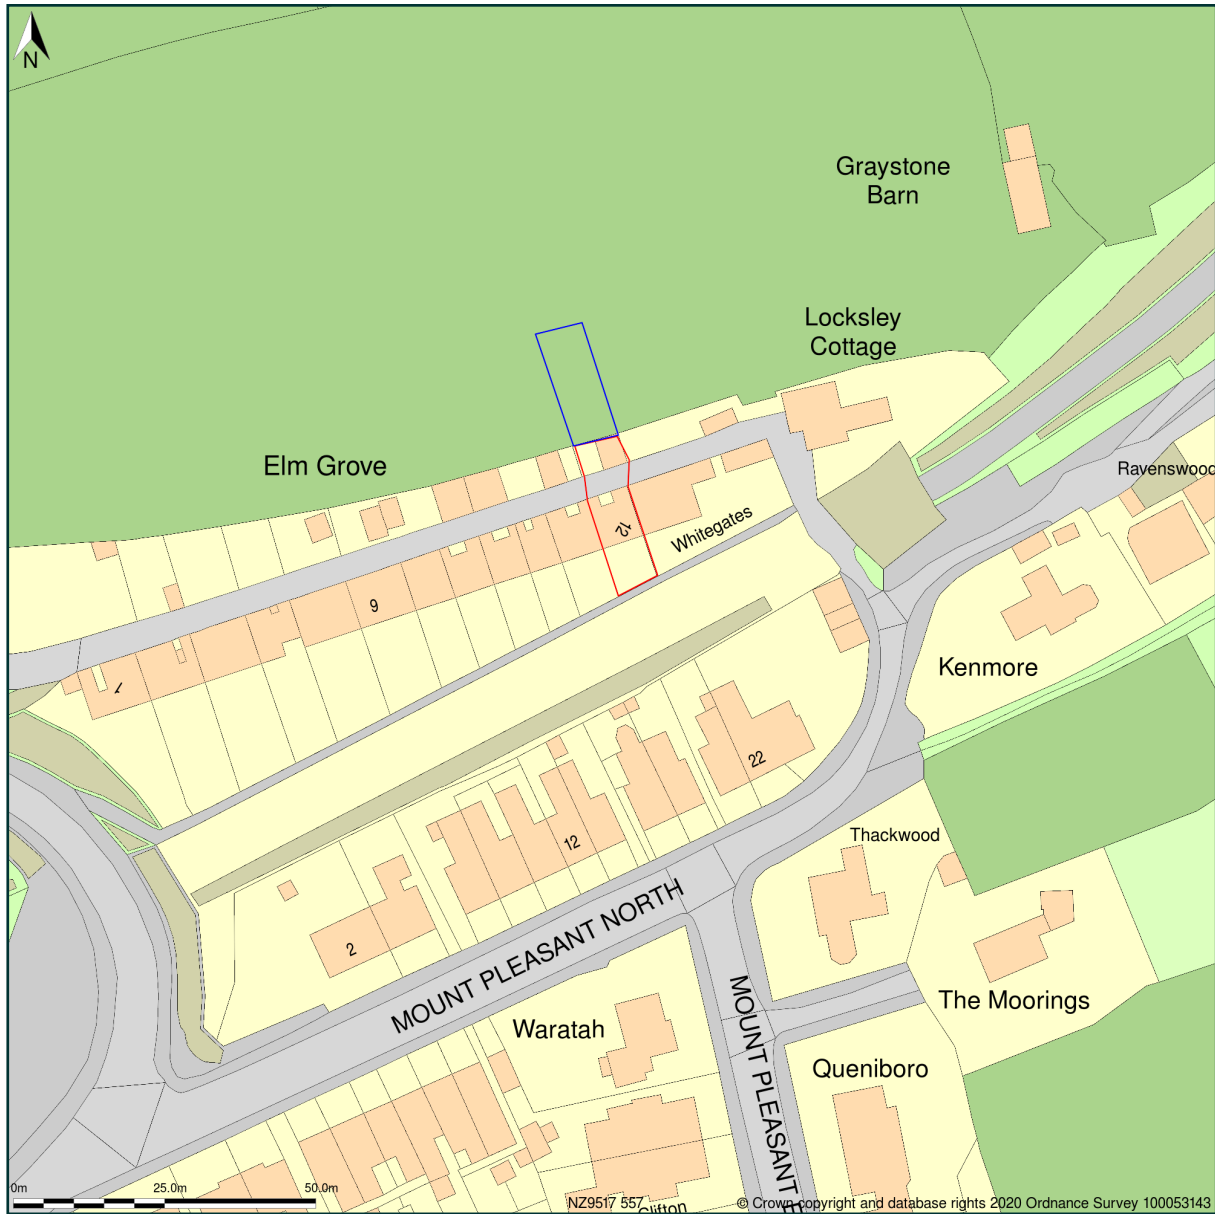 N
Graystone
Barn
Locksley
Cottage
Elm Grove
Ravenswood
12
Whitegates
6
1
Kenmore
22
12
Thackwood
2
MOUNT PLEASANT NORTH
The Moorings
Waratah
MOUNT PLEASANT E
Queniboro
0m
25.0m
50.0m
NZ9517 557
Clifton
© Crown copyright and database rights 2020 Ordnance Survey 100053143